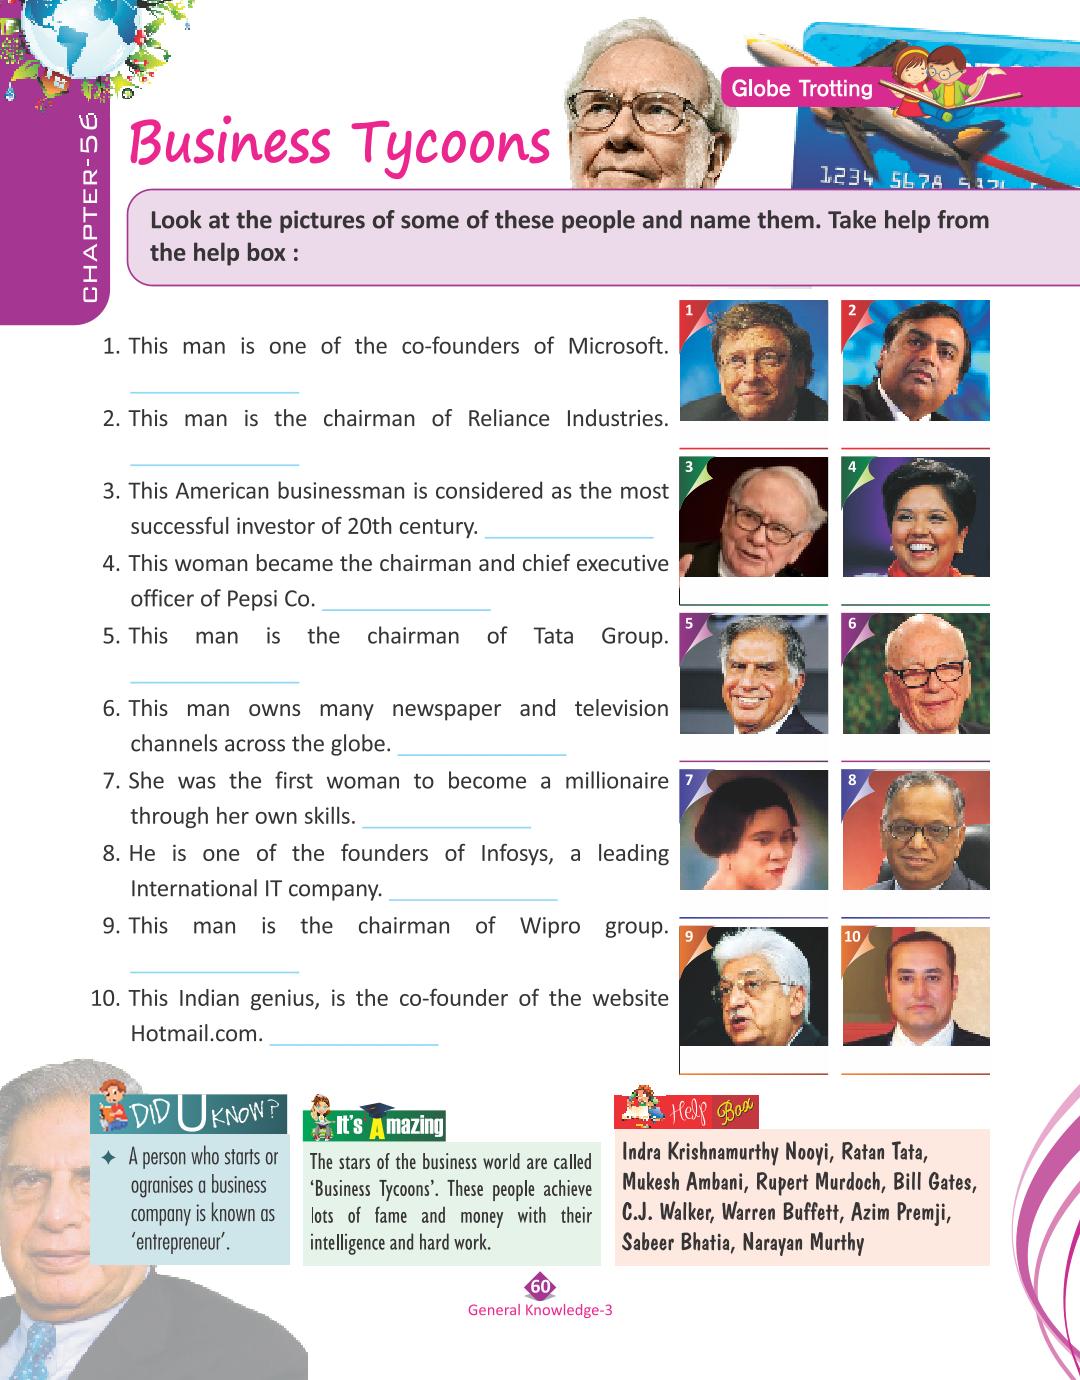 Globe Trotting
CHAPTER-56
Business Tycoons
1234 5678
Look at the pictures of some of these people and name them. Take help from
the help box :
1. This man is one of the co-founders of Microsoft.
2. This man is the chairman of Reliance Industries.
3. This American businessman is considered as the most
successful investor of 20th century.
4. This woman became the chairman and chief executive
officer of Pepsi Co.
5. This man is the chairman of Tata Group.
6. This man owns many newspaper and television
channels across the globe.
7. She was the first woman to become a millionaire
through her own skills.
8. He is one of the founders of Infosys, a leading
International IT company.
9. This man is the chairman of Wipro group.
10. This Indian genius, is the co-founder of the website
Hotmail.com.
1
2
3
4
5
6
7
8
9
10
DID U KNOW?
A person who starts or
ogranises a business
company is known as
‘entrepreneur’.
It's Amazing
The stars of the business world are called
‘Business Tycoons’. These people achieve
lots of fame and money with their
intelligence and hard work.
Help Box
Indra Krishnamurthy Nooyi, Ratan Tata,
Mukesh Ambani, Rupert Murdoch, Bill Gates,
C.J. Walker, Warren Buffett, Azim Premji,
Sabeer Bhatia, Narayan Murthy
60
General Knowledge-3